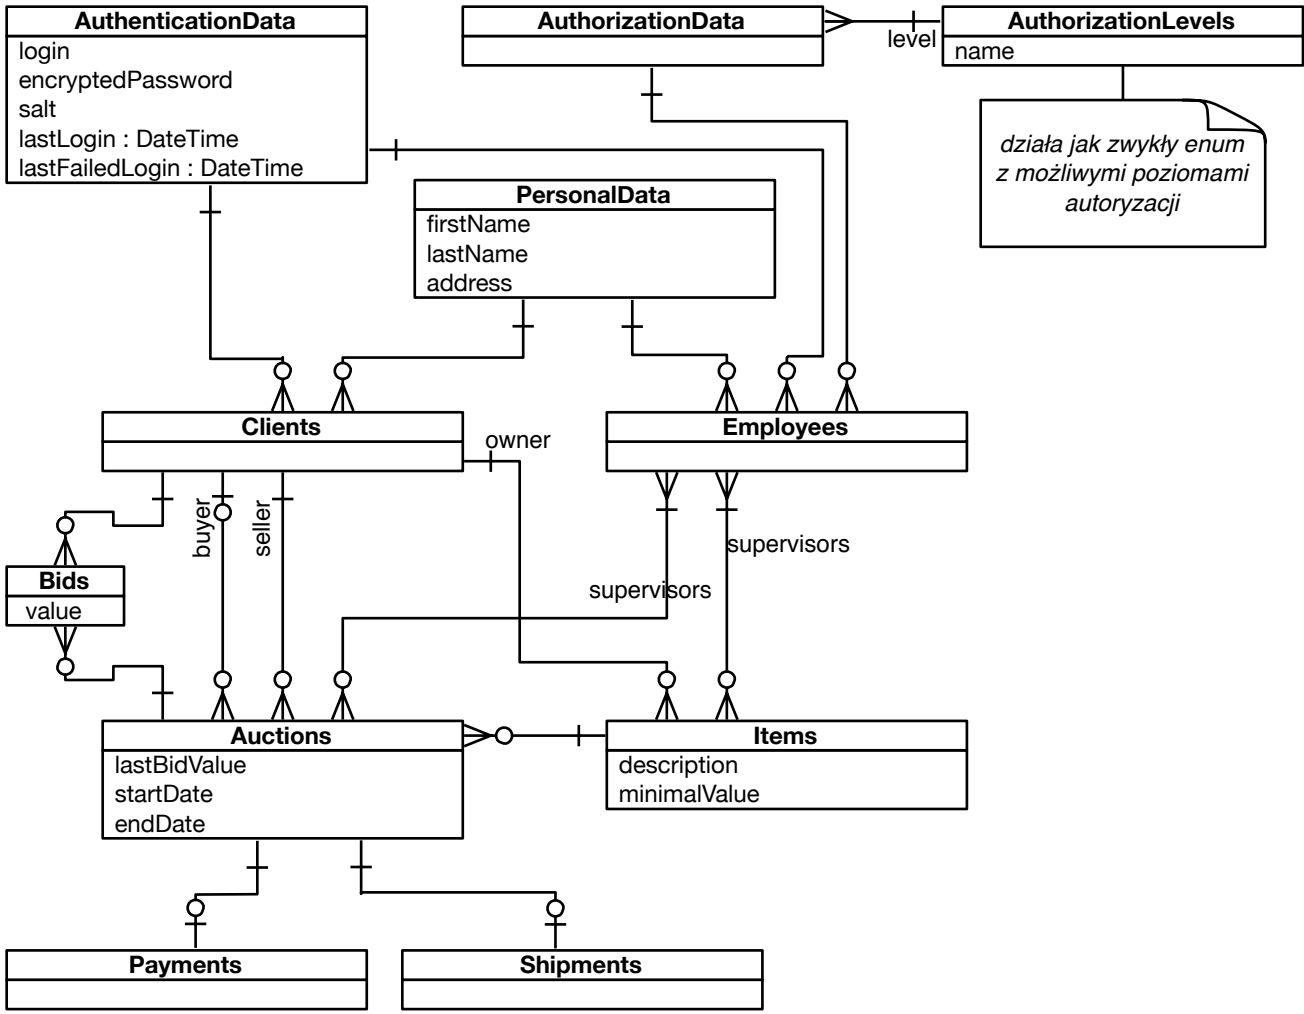 AuthenticationData
login
encryptedPassword
salt
lastLogin : DateTime
lastFailedLogin : DateTime
AuthorizationData
level
AuthorizationLevels
name
działa jak zwykły enum
z możliwymi poziomami
autoryzacji
PersonalData
firstName
lastName
address
Clients
owner
Employees
buyer
seller
supervisors
supervisors
Bids
value
Auctions
lastBidValue
startDate
endDate
Items
description
minimalValue
Payments
Shipments